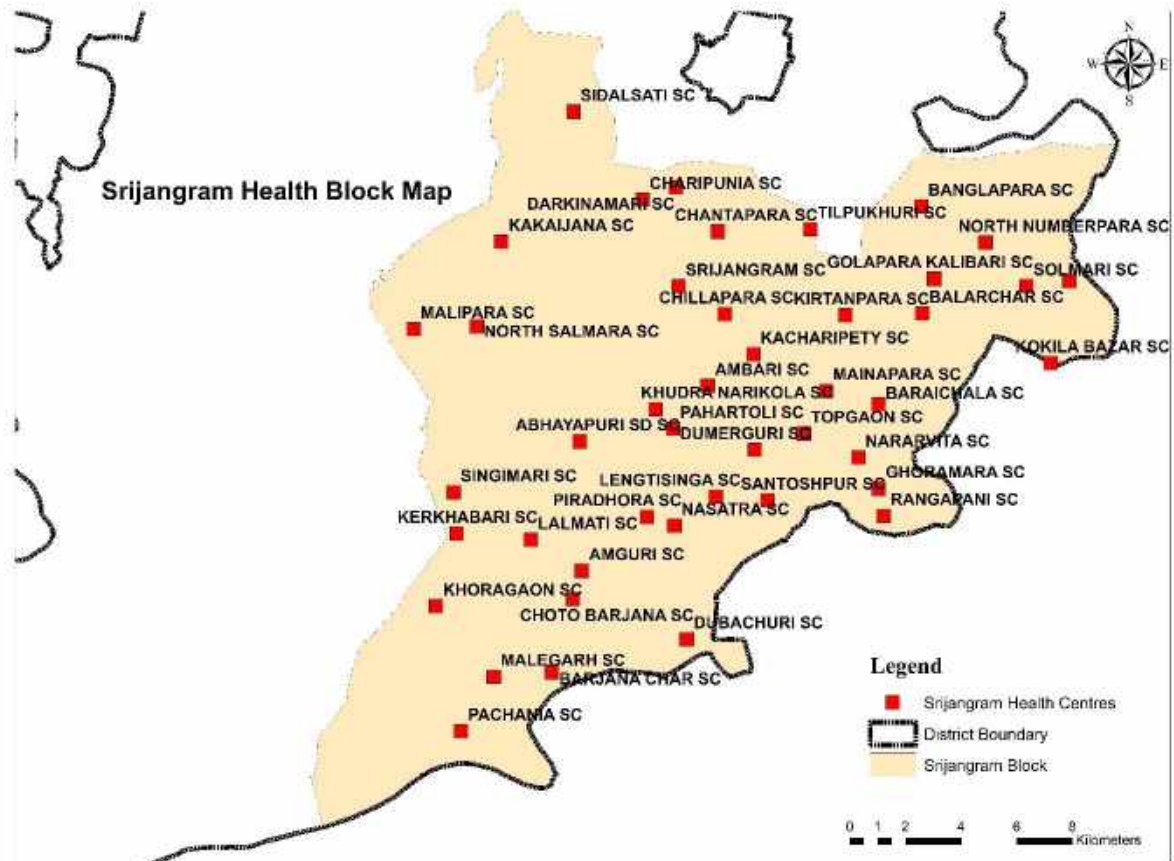 N
W E
S
SIDALSATI SC
Srijangram Health Block Map
CHARIPUNIA SC
DARKINAMARI SC
BANGLAPARA SC
CHANTAPARA SC
TILPUKHURI SC
KAKAIJANA SC
NORTH NUMBERPARA SC
GOLAPARA KALIBARI SC
SRIJANGRAM SC
SOLMARI SC
CHILLAPARA SC
KIRTANPARA SC
BALARCHAR SC
MALIPARA SC
NORTH SALMARA SC
KACHARIPETY SC
KOKILA BAZAR SC
AMBARI SC
MAINAPARA SC
KHUDRA NARIKOLA SC
BARAICHALA SC
PAHARTOLI SC
TOPGAON SC
ABHAYAPURI SD SC
DUMERGURI SC
NARARVITA SC
SINGIMARI SC
LENGTISINGA SC
SANTOSHPUR SC
GHORAMARA SC
PIRADHORA SC
NASATRA SC
RANGAPANI SC
KERKHABARI SC
LALMATI SC
AMGURI SC
KHORAGAON SC
CHOTO BARJANA SC
DUBACHURI SC
MALEGARH SC
BARJANA CHAR SC
PACHANIA SC
Legend
Srijangram Health Centres
District Boundary
Srijangram Block
0 1 2 4 6 8
Kilometers